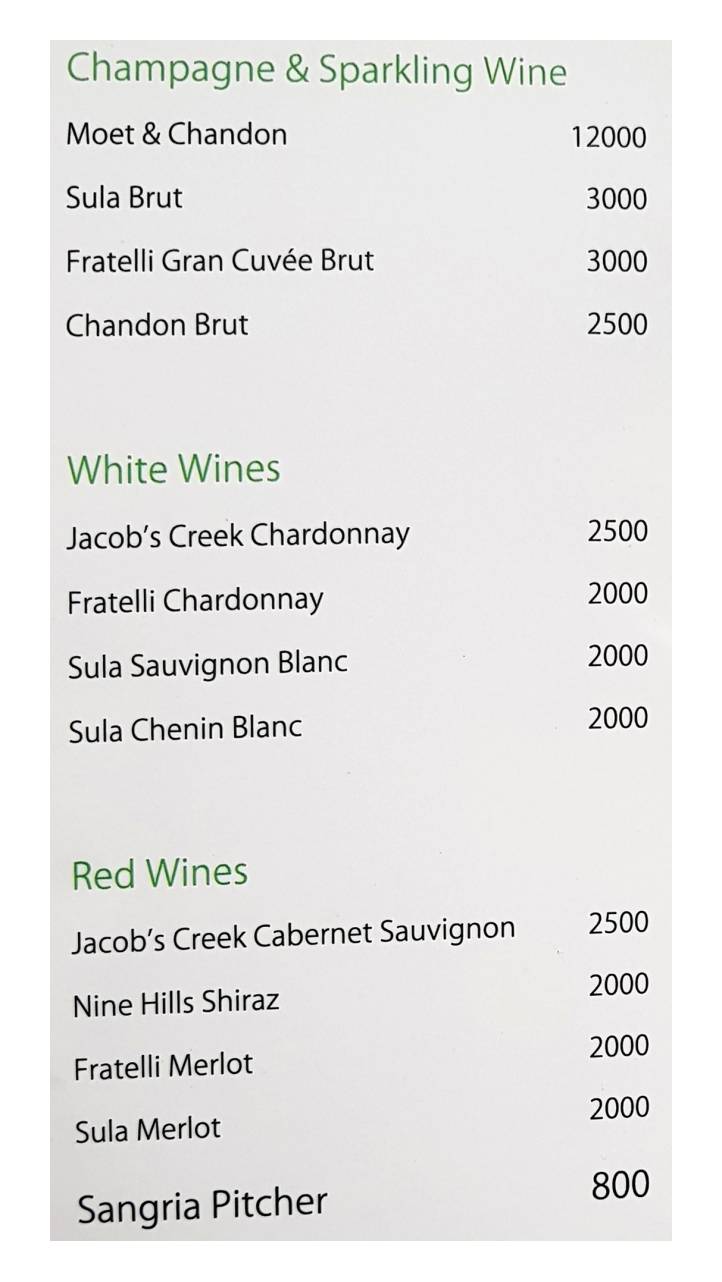 Champagne & Sparkling Wine
Moet & Chandon 12000
Sula Brut 3000
Fratelli Gran Cuvée Brut 3000
Chandon Brut 2500
White Wines
Jacob's Creek Chardonnay 2500
Fratelli Chardonnay 2000
Sula Sauvignon Blanc 2000
Sula Chenin Blanc 2000
Red Wines
Jacob's Creek Cabernet Sauvignon 2500
Nine Hills Shiraz 2000
Fratelli Merlot 2000
Sula Merlot 2000
Sangria Pitcher 800